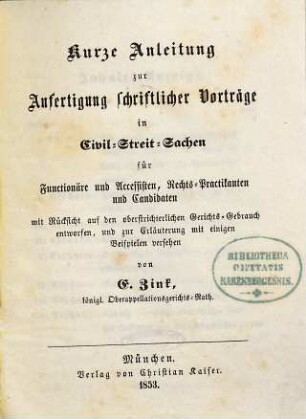 Kurze Anleitung
zur
Anfertigung schriftlicher Vorträge
in
Civil-Streit-Sachen
für
Functionäre und Accessisten, Rechts-Praktikanten
und Candidaten
mit Rücksicht auf den oberstrichterlichen Gerichts-Gebrauch
entworfen, und zur Erläuterung mit einigen
Beispielen versehen
von
E. Zink,
königl. Oberappellationsgerichts-Rath.
BIBLIOTHECA
CIVITATIS
BABENBERGENSIS.
München.
Verlag von Christian Kaiser.
1853.